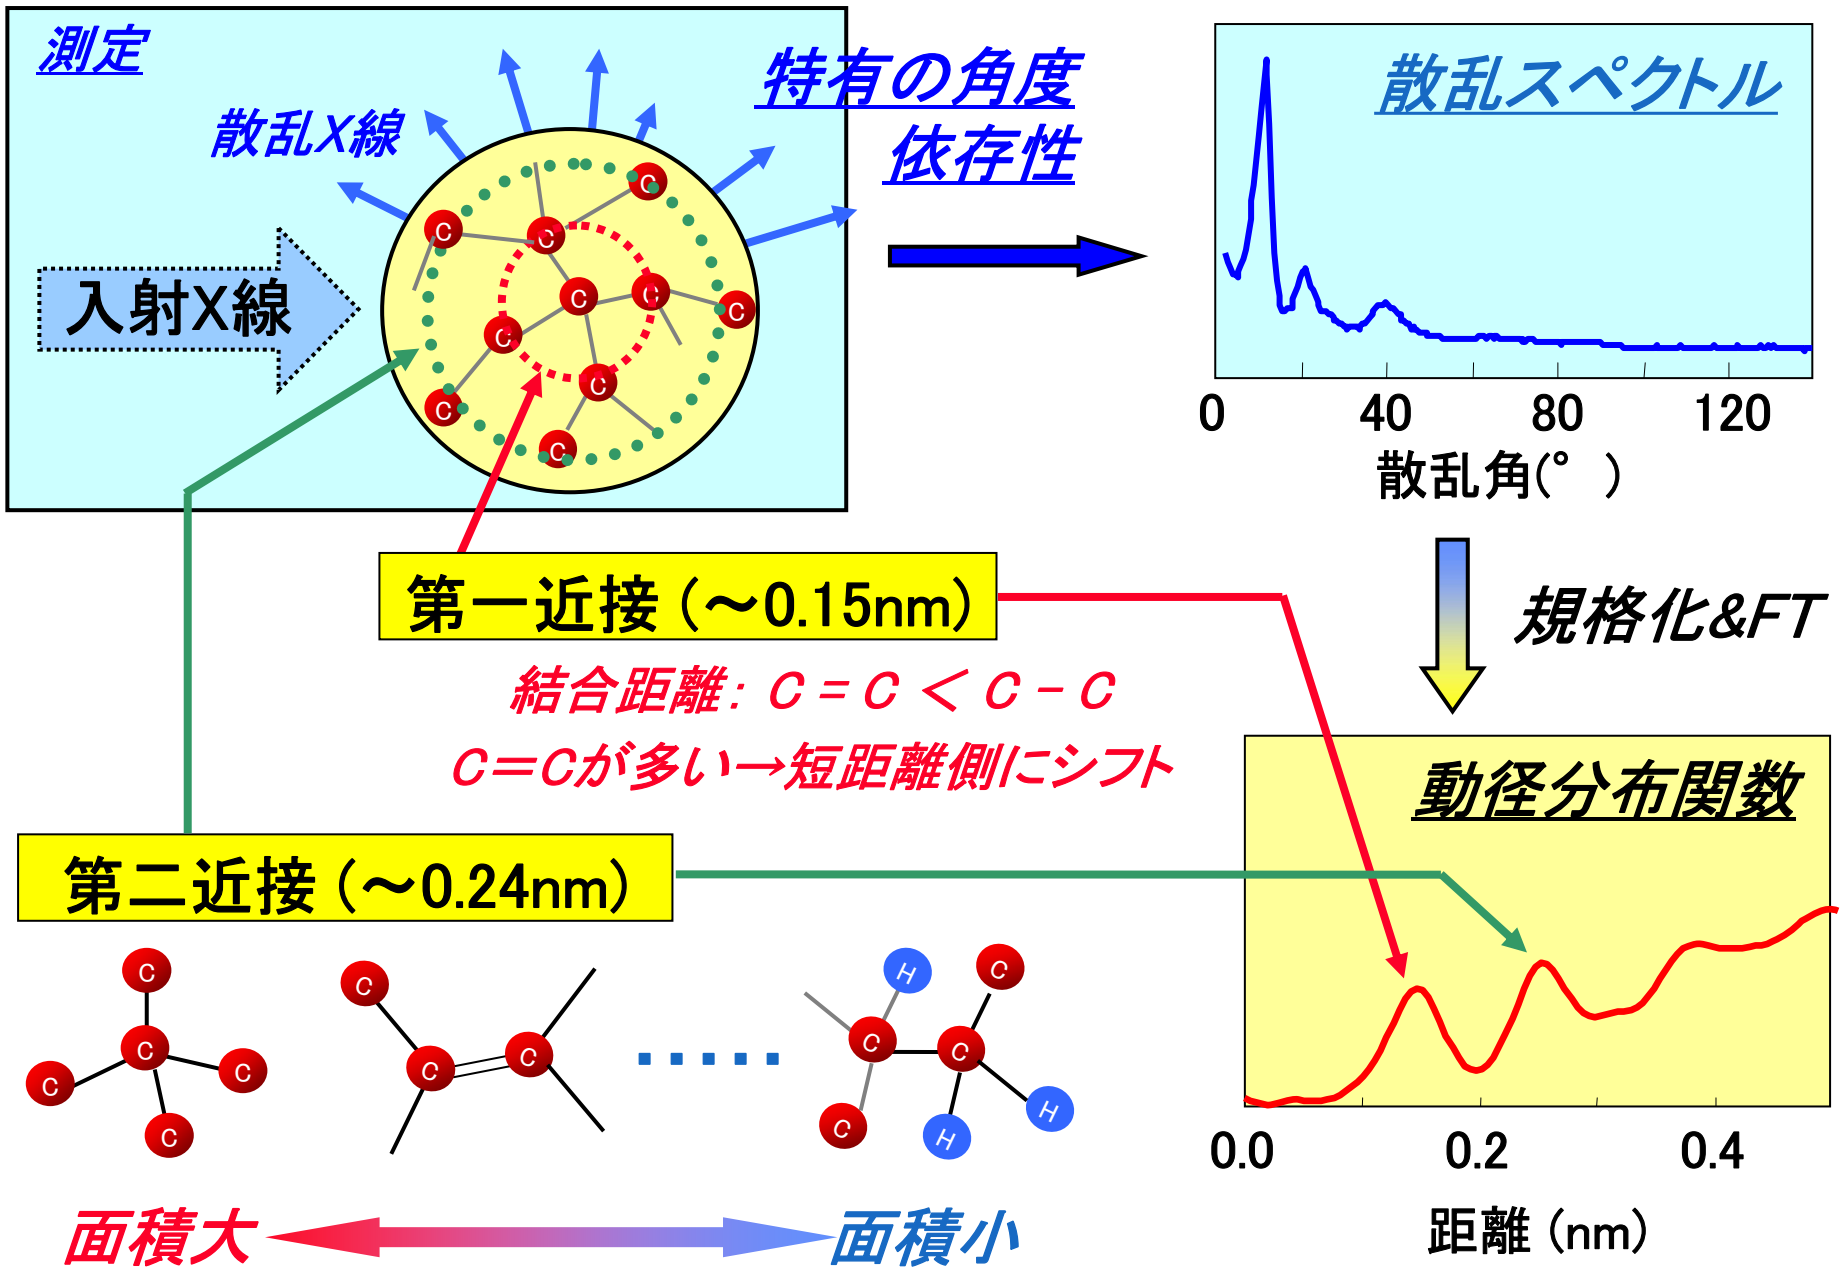 測定
散乱X線
入射X線
C
C
C
C
C
C
C
C
C
C
特有の角度
依存性
散乱スペクトル
0 40 80 120
散乱角(° )
規格化&FT
第一近接(～0.15nm)
結合距離: C=C < C-C
C=Cが多い→短距離側にシフト
第二近接(～0.24nm)
動径分布関数
0.0 0.2 0.4
距離(nm)
C
C
C
C
C
C
C
C
H
C
C
C
C
H
H
面積大
面積小